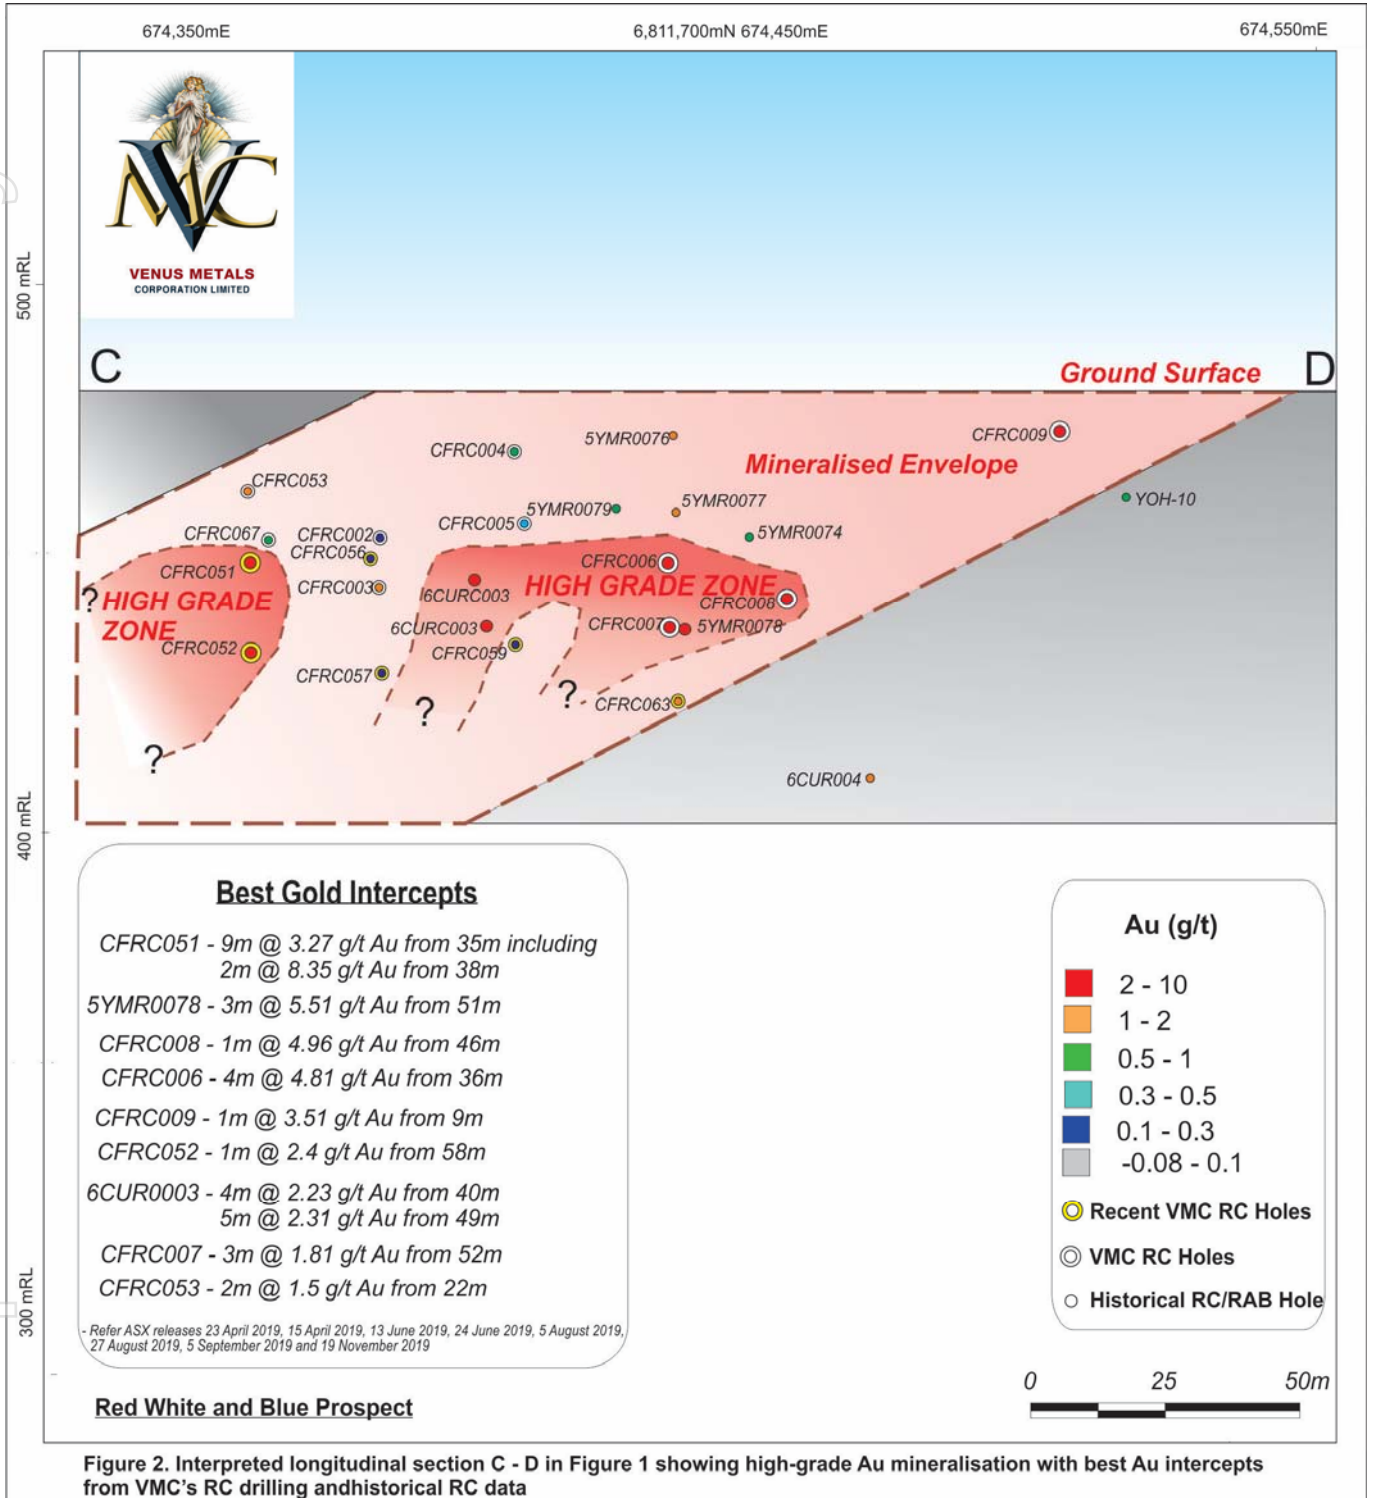 674,350mE 6,811,700mN 674,450mE 674,550mE
VMC
VENUS METALS
CORPORATION LIMITED
500 mRL
C
Ground Surface
D
CFRC009
5YMR0076
CFRC004
Mineralised Envelope
CFRC053
YOH-10
5YMR0077
5YMR0079
CFRC005
CFRC067
CFRC002
5YMR0074
CFRC056
CFRC006
CFRC051
CFRC003
HIGH GRADE ZONE
6CURC003
? HIGH GRADE
ZONE
CFRC008
6CURC003
CFRC007
5YMR0078
CFRC052
CFRC059
CFRC057
?
?
CFRC063
?
6CUR004
400 mRL
Best Gold Intercepts
CFRC051 - 9m @ 3.27 g/t Au from 35m including
2m @ 8.35 g/t Au from 38m
5YMR0078 - 3m @ 5.51 g/t Au from 51m
CFRC008 - 1m @ 4.96 g/t Au from 46m
CFRC006 - 4m @ 4.81 g/t Au from 36m
CFRC009 - 1m @ 3.51 g/t Au from 9m
CFRC052 - 1m @ 2.4 g/t Au from 58m
6CUR0003 - 4m @ 2.23 g/t Au from 40m
5m @ 2.31 g/t Au from 49m
CFRC007 - 3m @ 1.81 g/t Au from 52m
CFRC053 - 2m @ 1.5 g/t Au from 22m
- Refer ASX releases 23 April 2019, 15 April 2019, 13 June 2019, 24 June 2019, 5 August 2019,
27 August 2019, 5 September 2019 and 19 November 2019
Au (g/t)
2 - 10
1 - 2
0.5 - 1
0.3 - 0.5
0.1 - 0.3
-0.08 - 0.1
Recent VMC RC Holes
VMC RC Holes
Historical RC/RAB Hole
300 mRL
0 25 50m
Red White and Blue Prospect
Figure 2. Interpreted longitudinal section C - D in Figure 1 showing high-grade Au mineralisation with best Au intercepts
from VMC's RC drilling andhistorical RC data